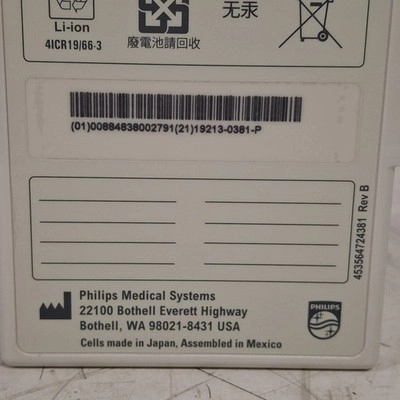 Li-ion
4ICR19/66-3
廢電池請回收
无汞
(01)00884838002791(21)19213-0381-P
453564724381 Rev B
Philips Medical Systems
22100 Bothell Everett Highway
Bothell, WA 98021-8431 USA
Cells made in Japan, Assembled in Mexico
PHILIPS